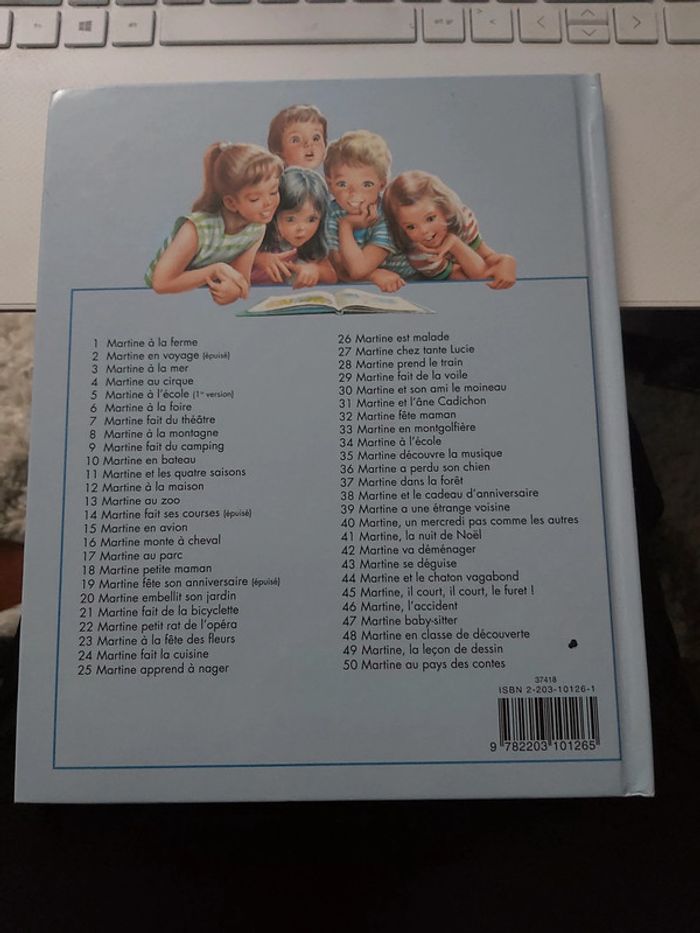 1 Martine à la ferme
2 Martine en voyage (épuisé)
3 Martine à la mer
4 Martine au cirque
5 Martine à l'école (1re version)
6 Martine à la foire
7 Martine fait du théâtre
8 Martine à la montagne
9 Martine fait du camping
10 Martine en bateau
11 Martine et les quatre saisons
12 Martine à la maison
13 Martine au zoo
14 Martine fait ses courses (épuisé)
15 Martine en avion
16 Martine monte à cheval
17 Martine au parc
18 Martine petite maman
19 Martine fête son anniversaire (épuisé)
20 Martine embellit son jardin
21 Martine fait de la bicyclette
22 Martine petit rat de l'opéra
23 Martine à la fête des fleurs
24 Martine fait la cuisine
25 Martine apprend à nager
26 Martine est malade
27 Martine chez tante Lucie
28 Martine prend le train
29 Martine fait de la voile
30 Martine et son ami le moineau
31 Martine et l'âne Cadichon
32 Martine fête maman
33 Martine en montgolfière
34 Martine à l'école
35 Martine découvre la musique
36 Martine a perdu son chien
37 Martine dans la forêt
38 Martine et le cadeau d'anniversaire
39 Martine a une étrange voisine
40 Martine, un mercredi pas comme les autres
41 Martine, la nuit de Noël
42 Martine va déménager
43 Martine se déguise
44 Martine et le chaton vagabond
45 Martine, il court, il court, le furet !
46 Martine, l'accident
47 Martine baby-sitter
48 Martine en classe de découverte
49 Martine, la leçon de dessin
50 Martine au pays des contes
37418
ISBN 2-203-10126-1
9 782203 101265